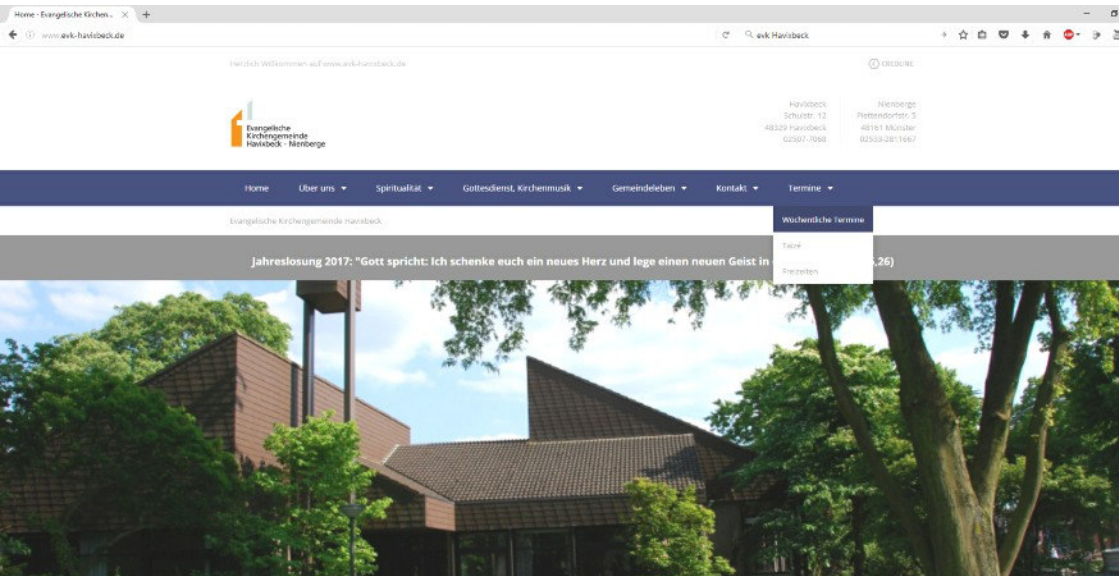 Home - Evangelische Kirchen...
www.evk-havixbeck.de
evk Havixbeck
Herzlich Willkommen auf www.evk-havixbeck.de
Havixbeck
Schulstr. 12
48329 Havixbeck
02507-7068
Nienberge
Plettendorfstr. 5
48161 Münster
02533-2811667
Evangelische
Kirchengemeinde
Havixbeck - Nienberge
Home Über uns Spiritualität Gottesdienst, Kirchenmusik Gemeindeleben Kontakt Termine
Evangelische Kirchengemeinde Havixbeck
Wöchentliche Termine
Taizé
Freizeiten
Jahreslosung 2017: "Gott spricht: Ich schenke euch ein neues Herz und lege einen neuen Geist in ,26)